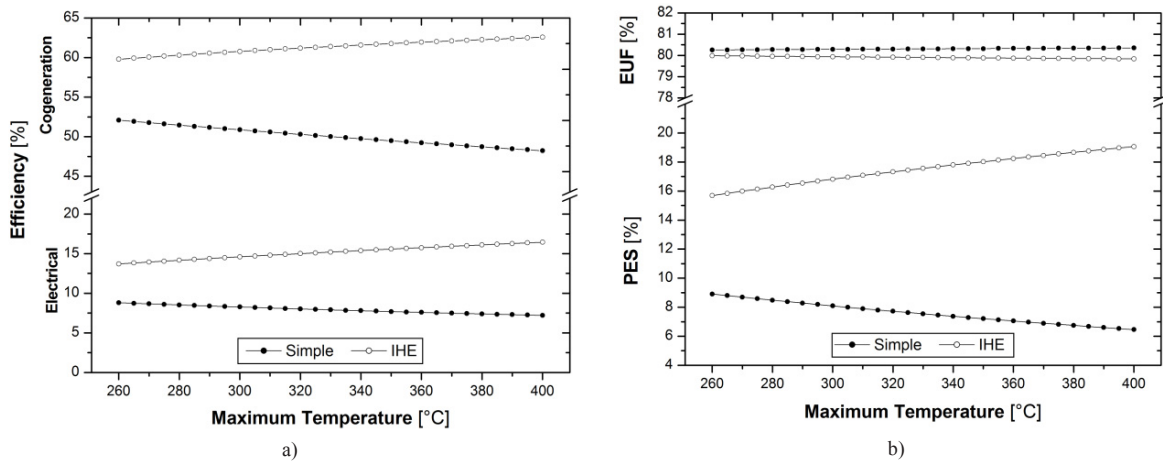 65
60
55
50
45
20
15
10
5
0
Efficiency [%]
Cogeneration
Electrical
Simple
IHE
260 280 300 320 340 360 380 400
Maximum Temperature [°C]
a)
83
82
81
80
79
78
20
18
16
14
12
10
8
6
4
EUF [%]
PES [%]
Simple
IHE
260 280 300 320 340 360 380 400
Maximum Temperature [°C]
b)